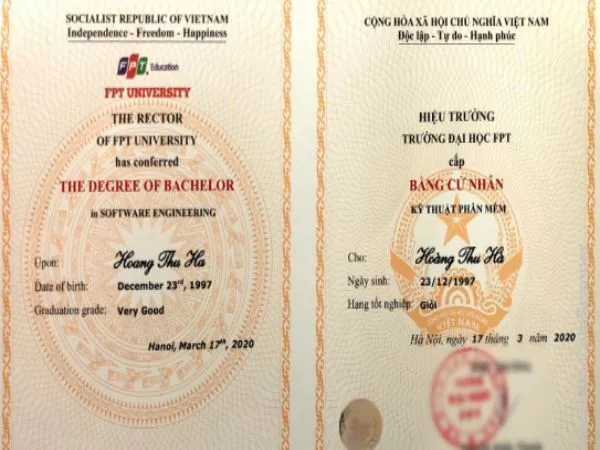 SOCIALIST REPUBLIC OF VIETNAM
Independence - Freedom - Happiness
FPT Education
FPT UNIVERSITY
THE RECTOR
OF FPT UNIVERSITY
has conferred
THE DEGREE OF BACHELOR
in SOFTWARE ENGINEERING
Upon: Hoang Thu Ha
Date of birth: December 23rd, 1997
Graduation grade: Very Good
Hanoi, March 17th, 2020
CỘNG HÒA XÃ HỘI CHỦ NGHĨA VIỆT NAM
Độc lập - Tự do - Hạnh phúc
HIỆU TRƯỞNG
TRƯỜNG ĐẠI HỌC FPT
cấp
BẰNG CỬ NHÂN
KỸ THUẬT PHẦN MỀM
Cho: Hoàng Thu Hà
Ngày sinh: 23/12/1997
Hạng tốt nghiệp: Giỏi
VIỆT NAM
Hà Nội, ngày 17 tháng 3 năm 2020